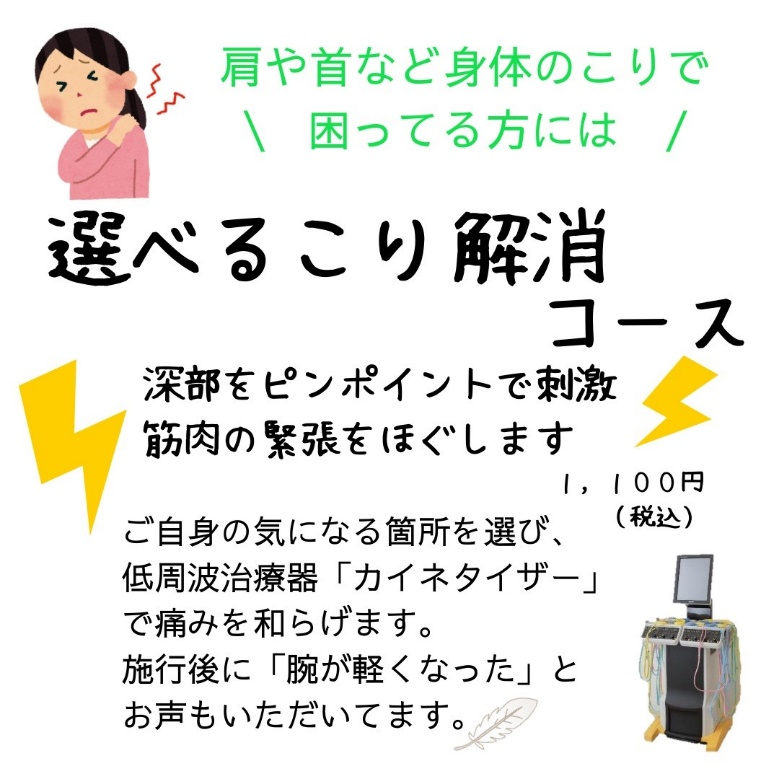 肩や首など身体のこりで
\ 困ってる方には /
選べるこり解消
コース
深部をピンポイントで刺激
筋肉の緊張をほぐします
1,100円
(税込)
ご自身の気になる箇所を選び、
低周波治療器「カイネタイザー」
で痛みを和らげます。
施行後に「腕が軽くなった」と
お声もいただいてます。